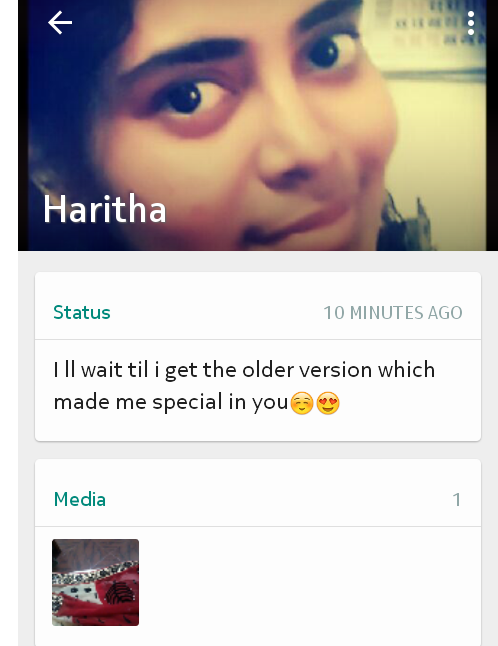 Haritha
Status 10 MINUTES AGO
I ll wait til i get the older version which
made me special in you☺️😍
Media 1